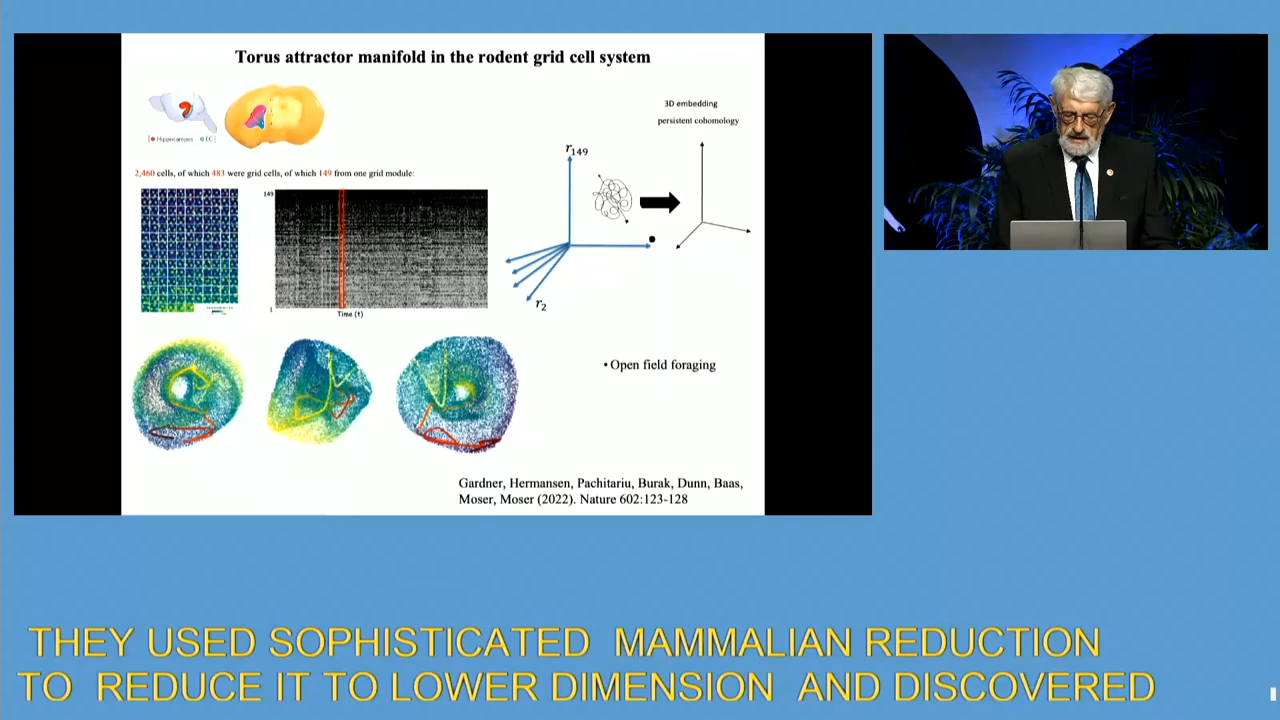 Torus attractor manifold in the rodent grid cell system
Hippocampus EC
3D embedding
persistent cohomology
2,460 cells, of which 483 were grid cells, of which 149 from one grid module:
r149
149
1
Time (t)
r2
• Open field foraging
Gardner, Hermansen, Pachitariu, Burak, Dunn, Baas,
Moser, Moser (2022). Nature 602:123-128
THEY USED SOPHISTICATED MAMMALIAN REDUCTION
TO REDUCE IT TO LOWER DIMENSION AND DISCOVERED